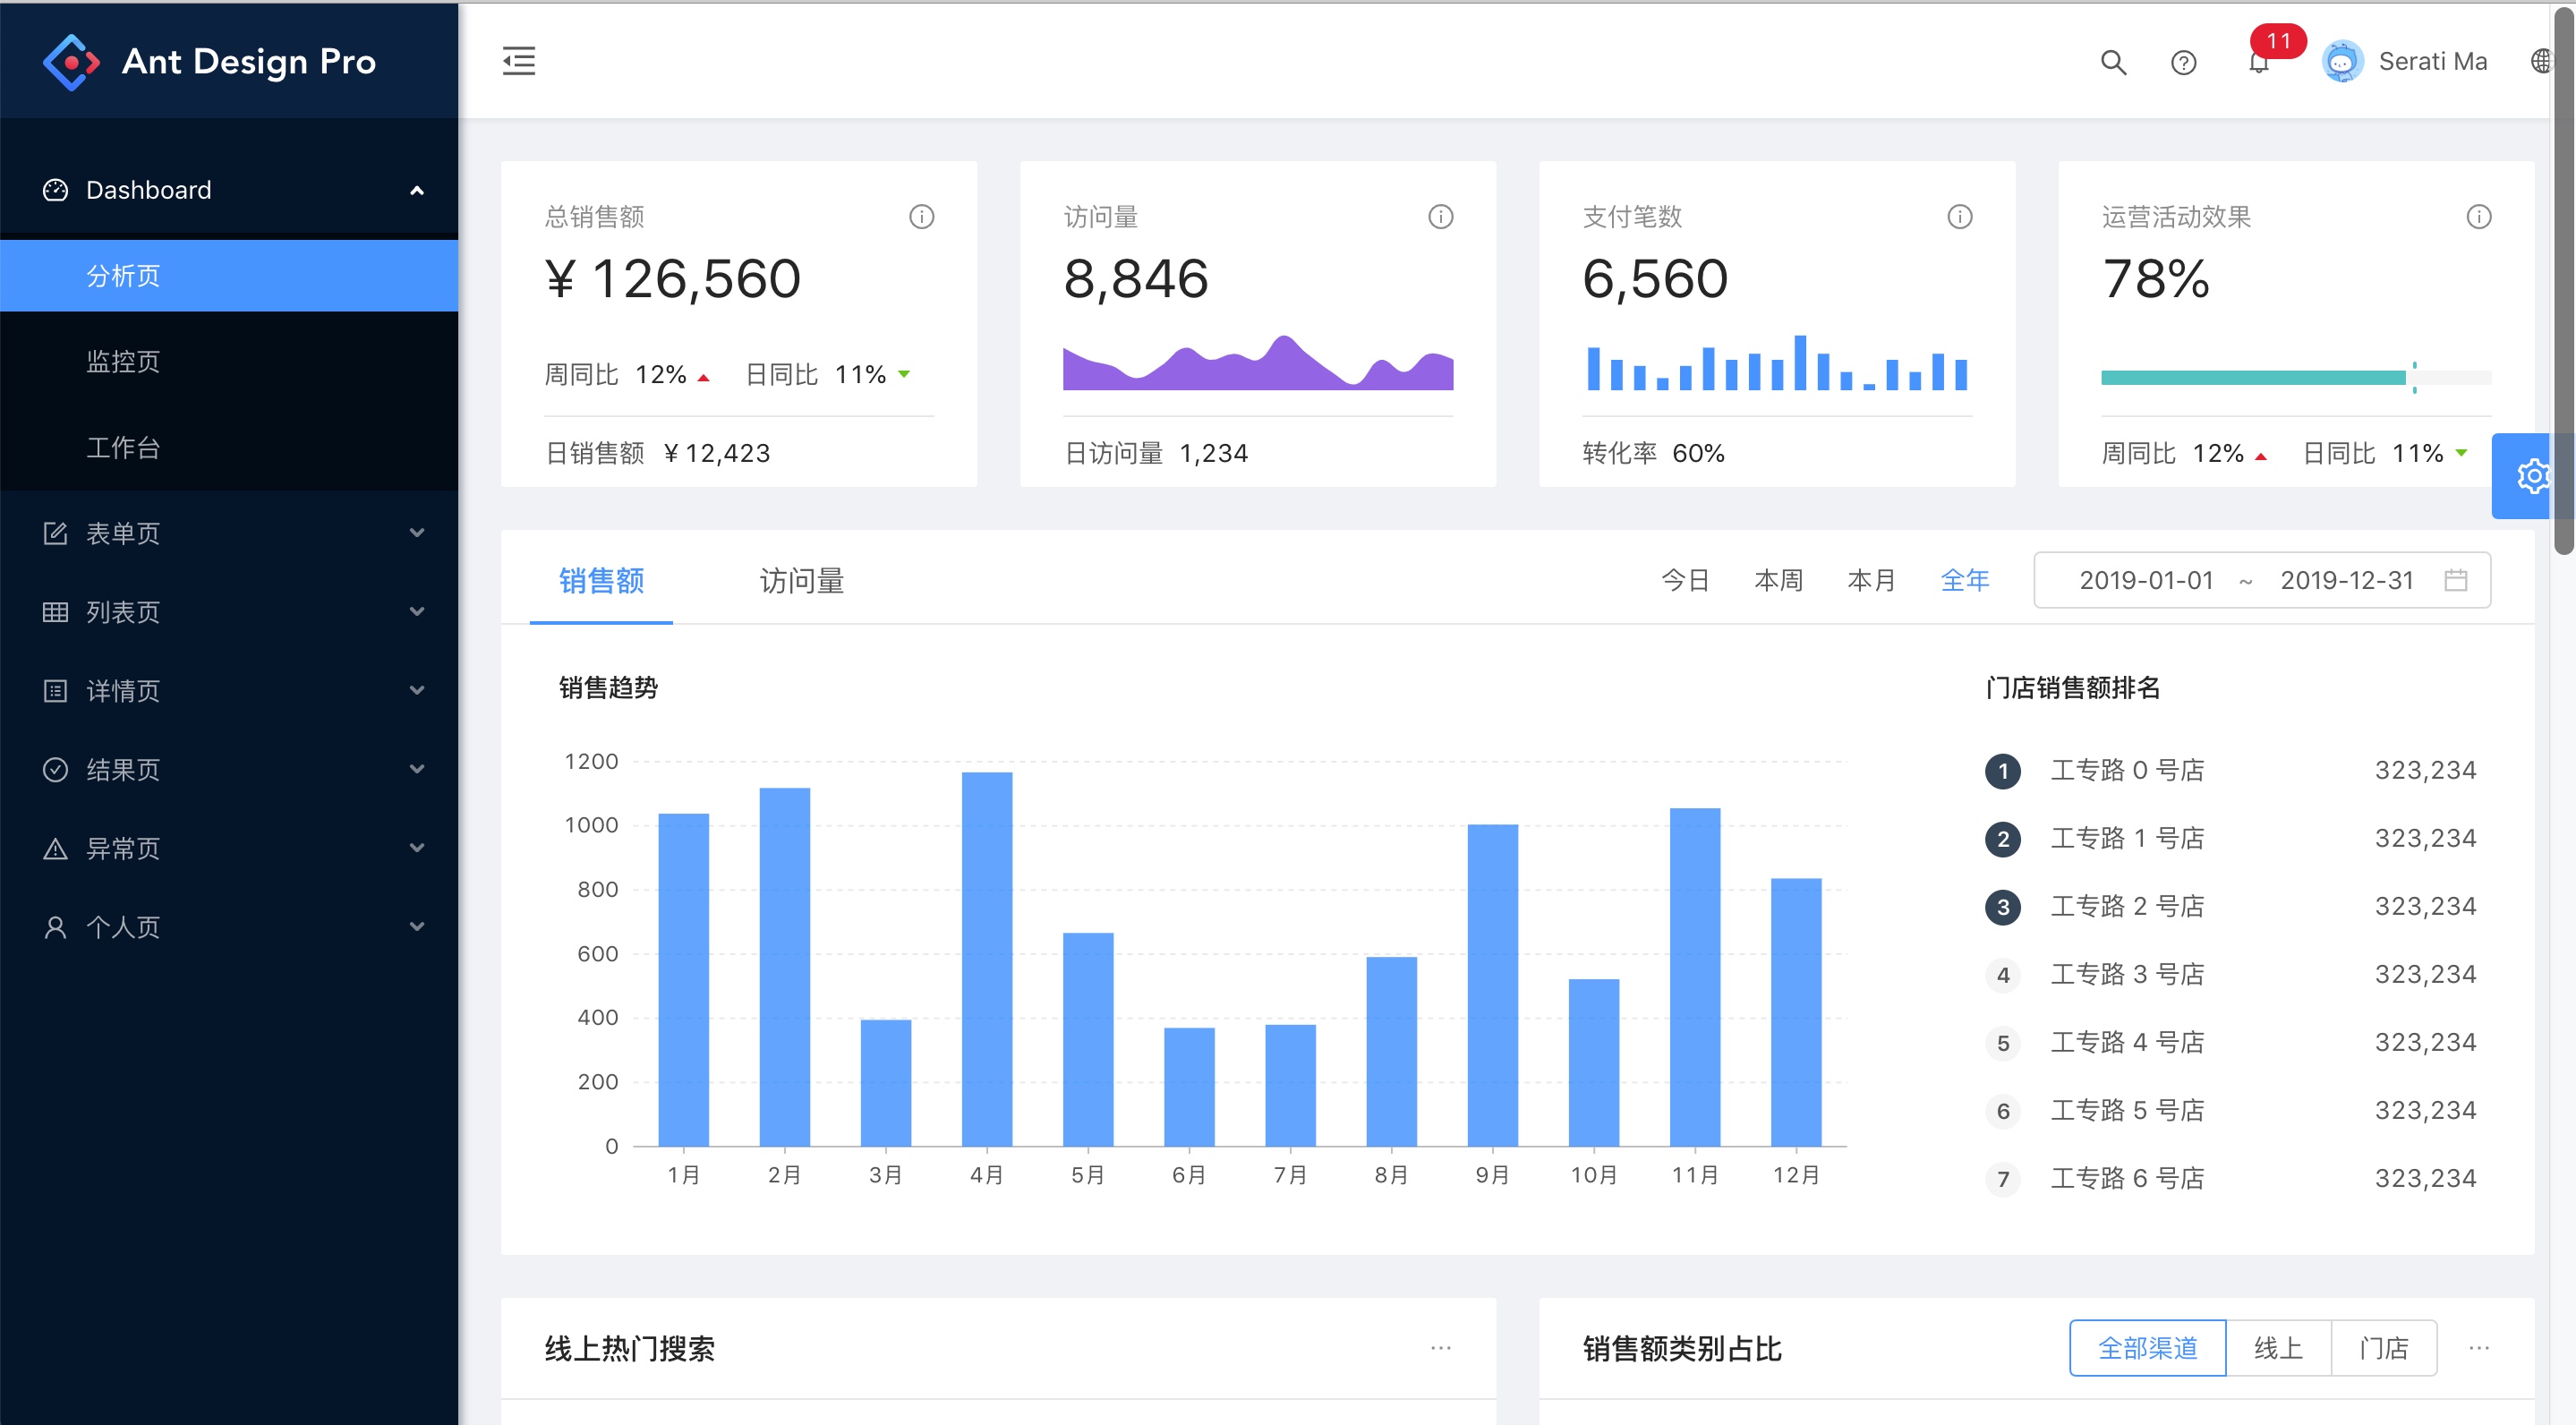 Ant Design Pro
11
Serati Ma
Dashboard
分析页
监控页
工作台
表单页
列表页
详情页
结果页
异常页
个人页
总销售额
¥ 126,560
周同比 12% 日同比 11%
日销售额 ¥ 12,423
访问量
8,846
日访问量 1,234
支付笔数
6,560
转化率 60%
运营活动效果
78%
周同比 12% 日同比 11%
销售额 访问量 今日 本周 本月 全年 2019-01-01 ~ 2019-12-31
销售趋势
1200
1000
800
600
400
200
0
1月 2月 3月 4月 5月 6月 7月 8月 9月 10月 11月 12月
门店销售额排名
1 工专路 0 号店 323,234
2 工专路 1 号店 323,234
3 工专路 2 号店 323,234
4 工专路 3 号店 323,234
5 工专路 4 号店 323,234
6 工专路 5 号店 323,234
7 工专路 6 号店 323,234
线上热门搜索 ···
销售额类别占比 全部渠道 线上 门店 ···